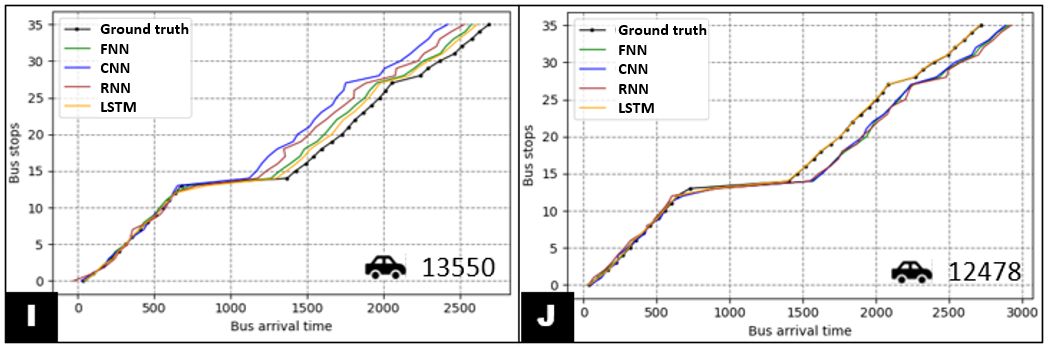 Ground truth
FNN
CNN
RNN
LSTM
35
30
25
20
15
10
5
0
Bus stops
0 500 1000 1500 2000 2500
Bus arrival time
13550
I
Ground truth
FNN
CNN
RNN
LSTM
35
30
25
20
15
10
5
0
Bus stops
0 500 1000 1500 2000 2500 3000
Bus arrival time
12478
J